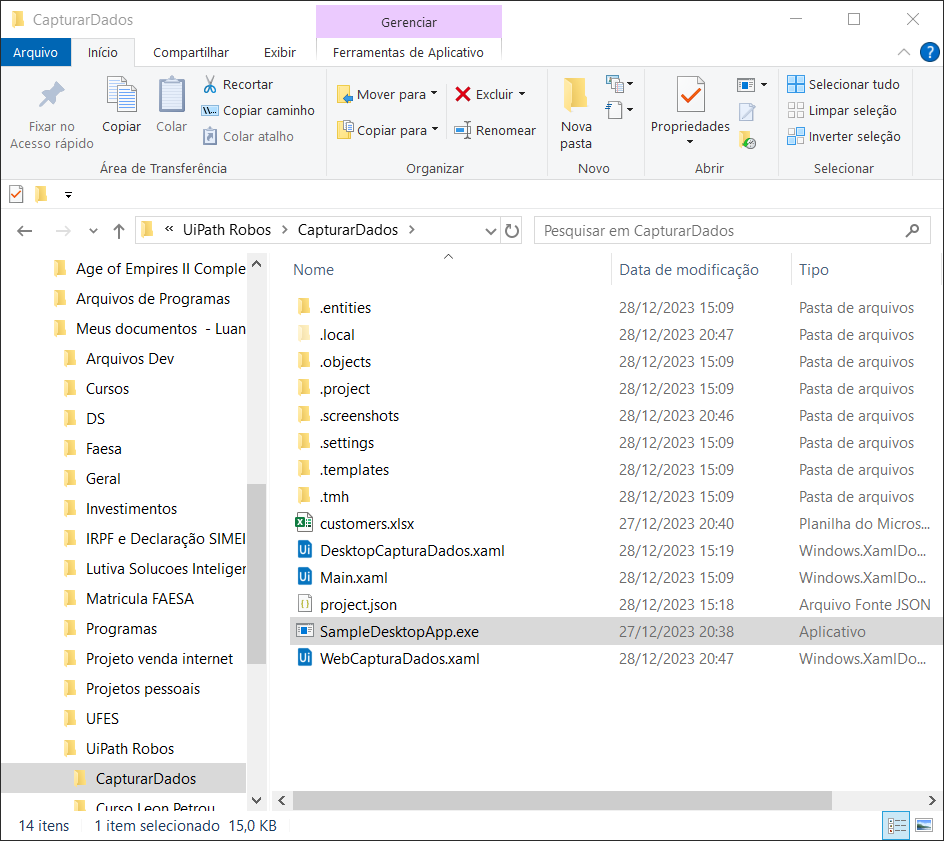 CapturarDados
Gerenciar
Arquivo
Início
Compartilhar
Exibir
Ferramentas de Aplicativo
?
Fixar no
Acesso rápido
Copiar
Colar
Recortar
Copiar caminho
Colar atalho
Área de Transferência
Mover para
Copiar para
Excluir
Renomear
Organizar
Nova
pasta
Novo
Propriedades
Abrir
Selecionar tudo
Limpar seleção
Inverter seleção
Selecionar
« UiPath Robos > CapturarDados >
Pesquisar em CapturarDados
Age of Empires II Comple
Arquivos de Programas
Meus documentos - Luan
Arquivos Dev
Cursos
DS
Faesa
Geral
Investimentos
IRPF e Declaração SIMEI
Lutiva Solucoes Inteliger
Matricula FAESA
Programas
Projeto venda internet
Projetos pessoais
UFES
UiPath Robos
CapturarDados
Curso Leon Petrou
Nome Data de modificação Tipo
.entities 28/12/2023 15:09 Pasta de arquivos
.local 28/12/2023 20:47 Pasta de arquivos
.objects 28/12/2023 15:09 Pasta de arquivos
.project 28/12/2023 15:09 Pasta de arquivos
.screenshots 28/12/2023 20:46 Pasta de arquivos
.settings 28/12/2023 15:09 Pasta de arquivos
.templates 28/12/2023 15:09 Pasta de arquivos
.tmh 28/12/2023 15:09 Pasta de arquivos
customers.xlsx 27/12/2023 20:40 Planilha do Micros...
DesktopCapturaDados.xaml 28/12/2023 15:19 Windows.XamlDo...
Main.xaml 28/12/2023 15:09 Windows.XamlDo...
project.json 28/12/2023 15:18 Arquivo Fonte JSON
SampleDesktopApp.exe 27/12/2023 20:38 Aplicativo
WebCapturaDados.xaml 28/12/2023 20:47 Windows.XamlDo...
14 itens 1 item selecionado 15,0 KB